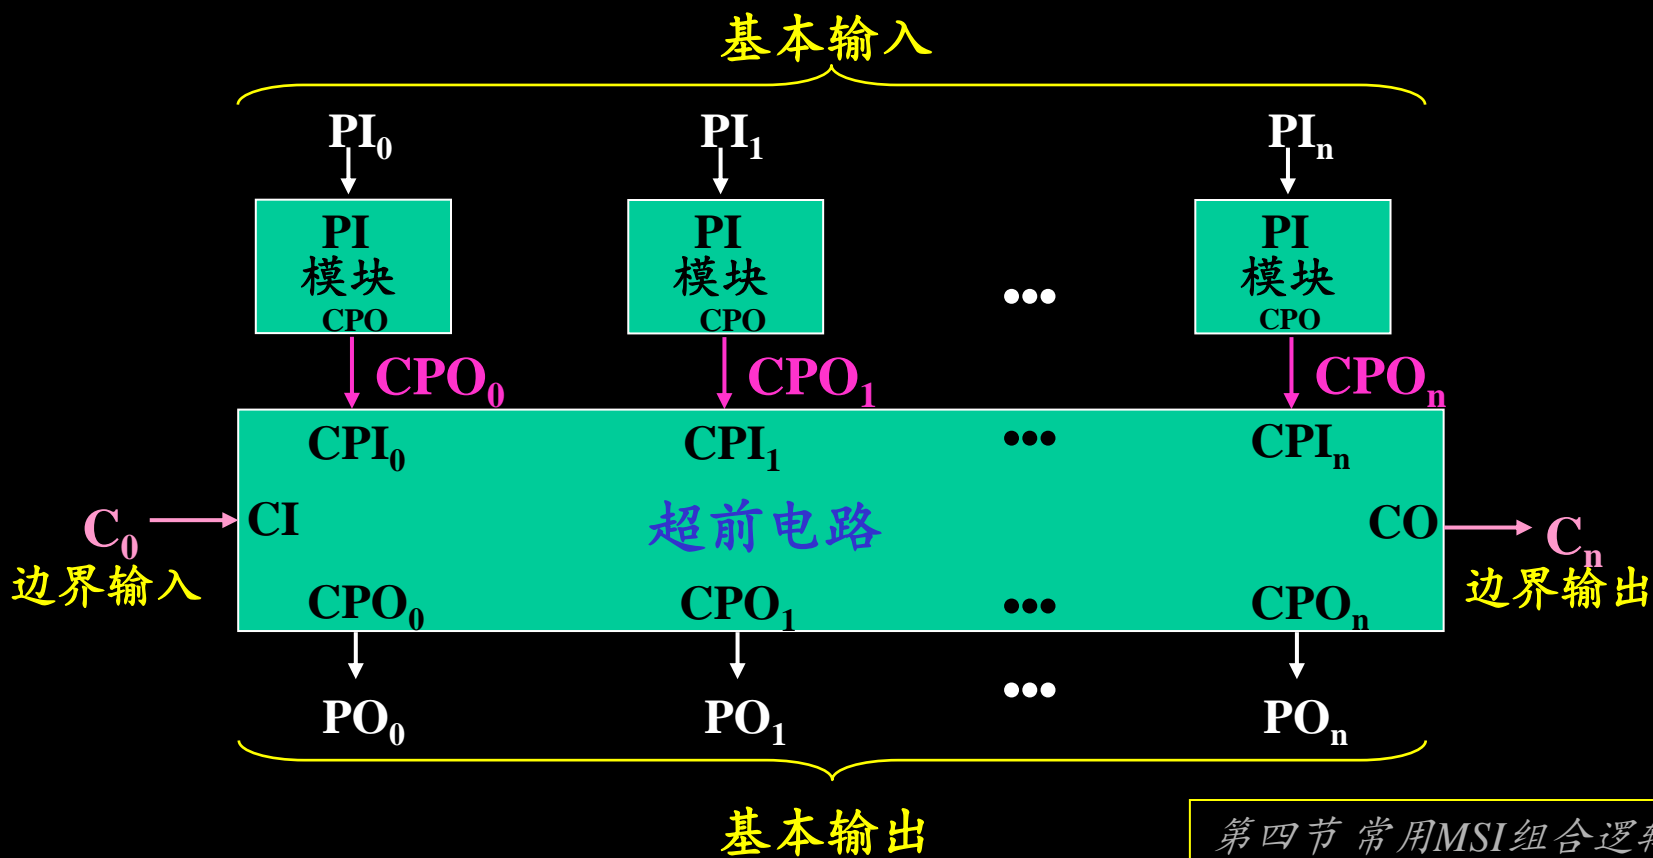 基本输入
PI₀ PI₁ PIₙ
PI PI PI
模块 模块 ••• 模块
CPO CPO CPO
CPO₀ CPO₁ CPOₙ
CPI₀ CPI₁ ••• CPIₙ
C₀ CI 超前电路 CO Cₙ
边界输入 边界输出
CPO₀ CPO₁ ••• CPOₙ
PO₀ PO₁ ••• POₙ
基本输出
第四节 常用MSI组合逻